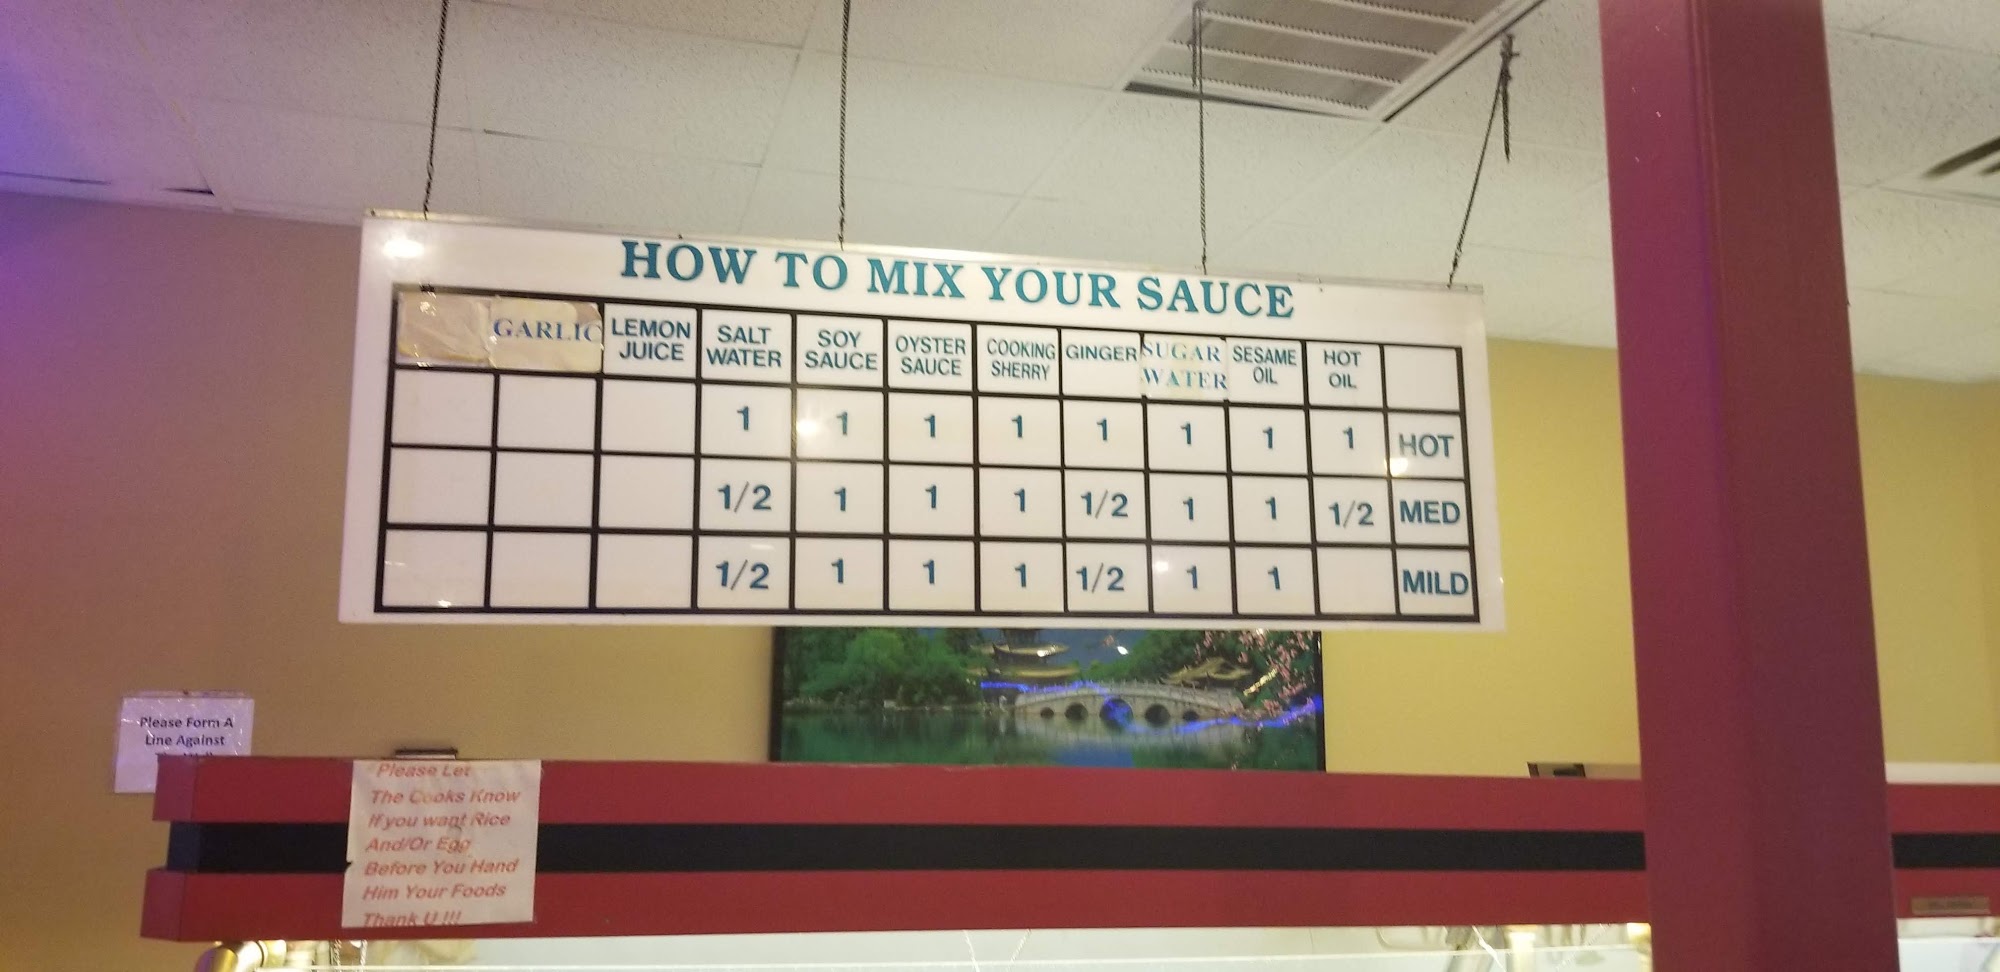 HOW TO MIX YOUR SAUCE
GARLIC LEMON JUICE SALT WATER SOY SAUCE OYSTER SAUCE COOKING SHERRY GINGER SUGAR WATER SESAME OIL HOT OIL
1 1 1 1 1 1 1 1 HOT
1/2 1 1 1 1/2 1 1 1/2 MED
1/2 1 1 1 1/2 1 1 MILD
Please Form A
Line Against
Please Let
The Cooks Know
If you want Rice
And/Or Egg
Before You Hand
Him Your Foods
Thank U !!!